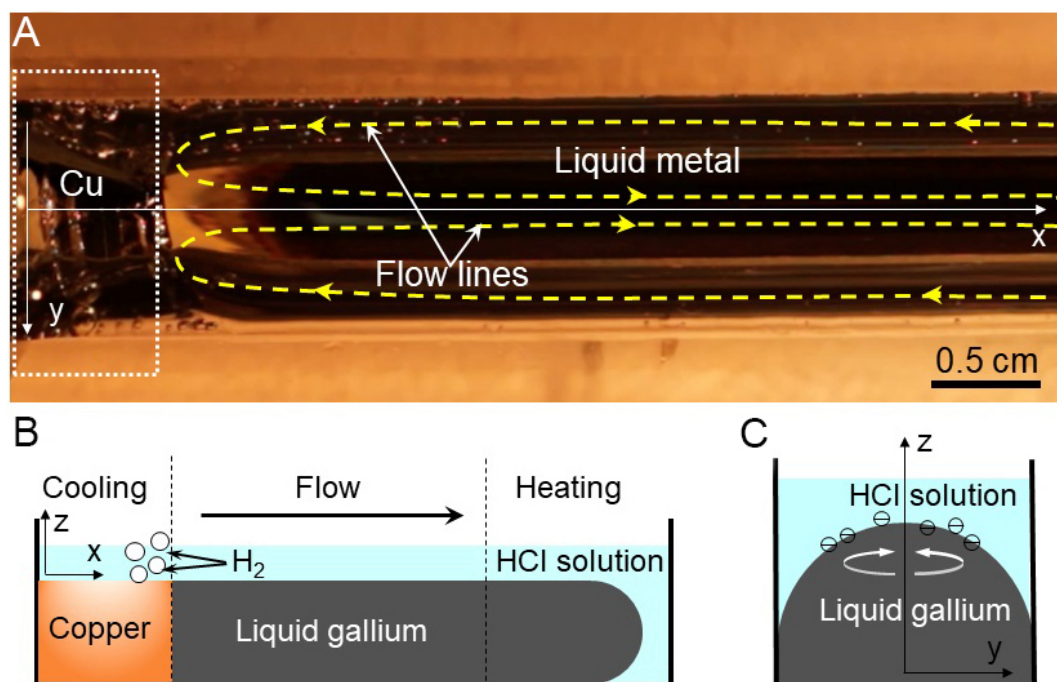 A
Cu
Liquid metal
x
Flow lines
y
0.5 cm
B
Cooling
Flow
Heating
z
x
H₂
HCl solution
Copper
Liquid gallium
C
z
HCl solution
Liquid gallium
y